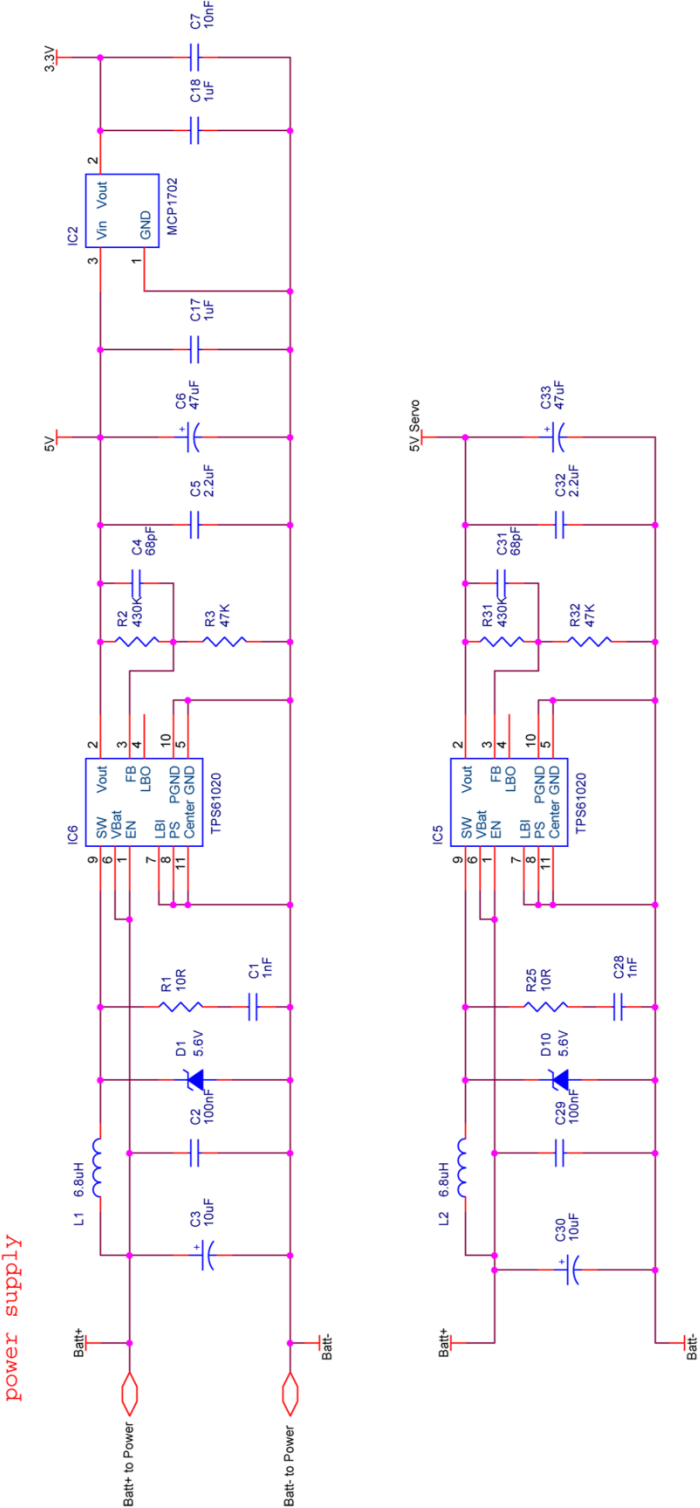 power supply
Batt+
Batt+ to Power
Batt-
Batt- to Power
L1 6.8uH
C3
10uF
C2
100nF
D1
5.6V
R1
10R
C1
1nF
IC6
9
6
1
7
8
11
SW
VBat
EN
LBI
PS
Center
Vout
FB
LBO
PGND
GND
2
3
4
10
5
TPS61020
R2
430K
C4
68pF
R3
47K
C5
2.2uF
5V
C6
47uF
C17
1uF
IC2
3
1
Vin
Vout
GND
2
MCP1702
C18
1uF
3.3V
C7
10nF
Batt+
Batt-
L2 6.8uH
C30
10uF
C29
100nF
D10
5.6V
R25
10R
C28
1nF
IC5
9
6
1
7
8
11
SW
VBat
EN
LBI
PS
Center
Vout
FB
LBO
PGND
GND
2
3
4
10
5
TPS61020
R31
430K
C31
68pF
R32
47K
C32
2.2uF
5V Servo
C33
47uF